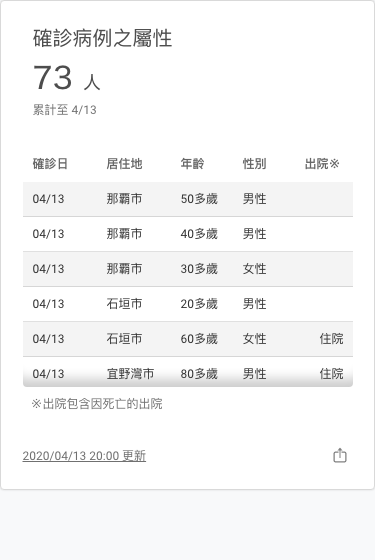 確診病例之屬性
73 人
累計至 4/13
確診日 居住地 年齡 性別 出院※
04/13 那霸市 50多歲 男性
04/13 那霸市 40多歲 男性
04/13 那霸市 30多歲 女性
04/13 石垣市 20多歲 男性
04/13 石垣市 60多歲 女性 住院
04/13 宜野灣市 80多歲 男性 住院
※出院包含因死亡的出院
2020/04/13 20:00 更新